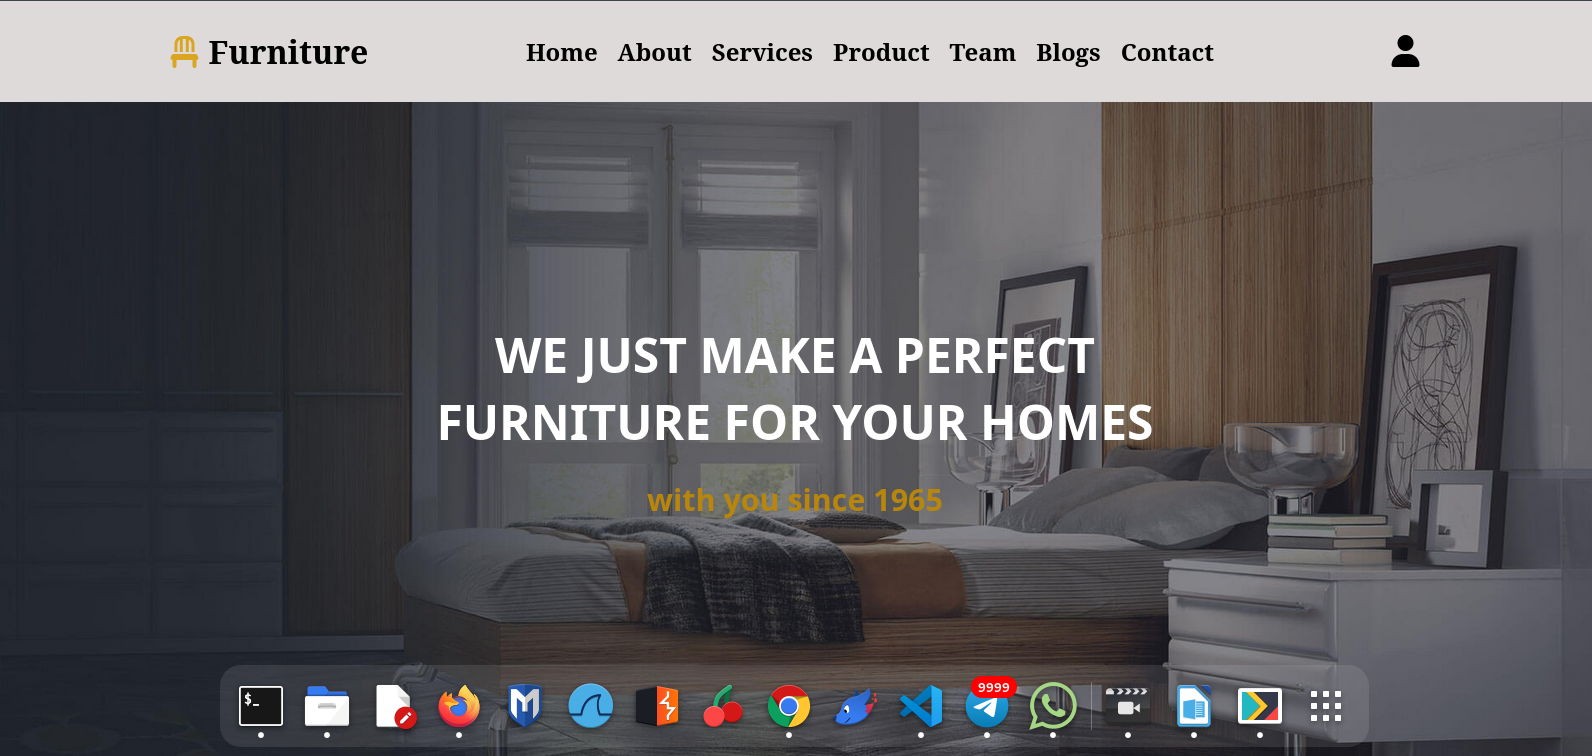 Furniture
Home About Services Product Team Blogs Contact
WE JUST MAKE A PERFECT
FURNITURE FOR YOUR HOMES
with you since 1965
$-
9999